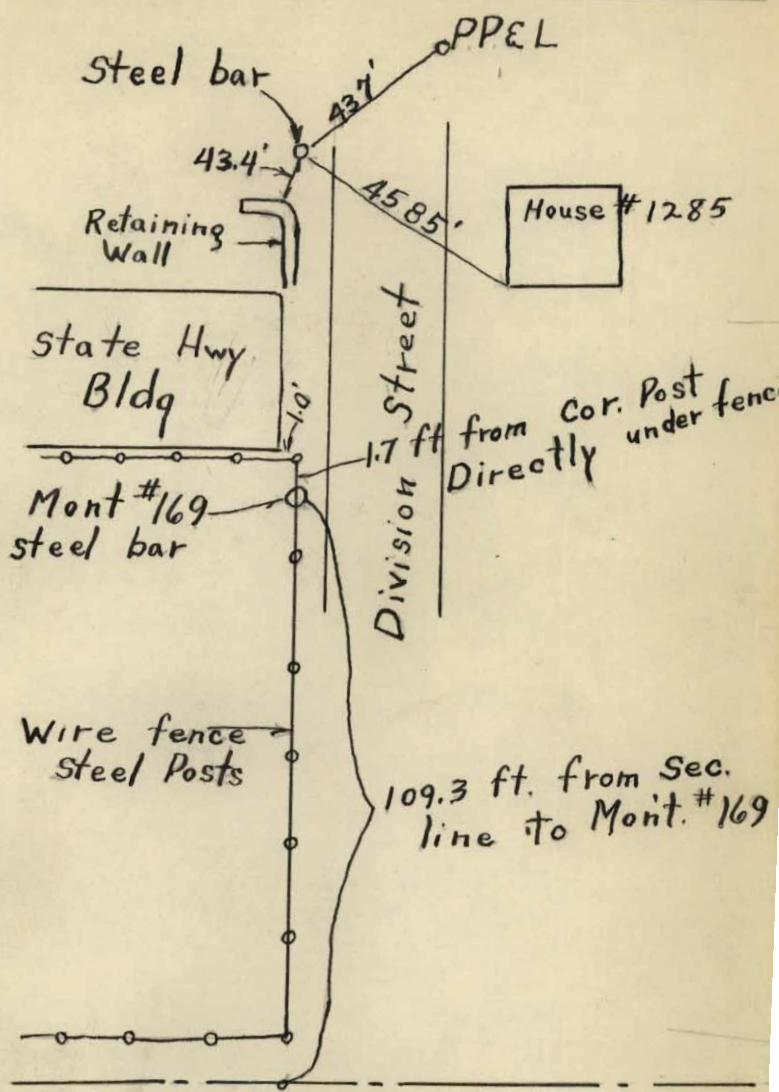 PP&L
Steel bar
43.7'
43.4'
45.85'
House #1285
Retaining
Wall
State Hwy
Bldg
1.0'
Division Street
1.7 ft from Cor. Post
Directly under fence
Mont #169
steel bar
Wire fence
Steel Posts
109.3 ft. from Sec.
line to Mon't. #169